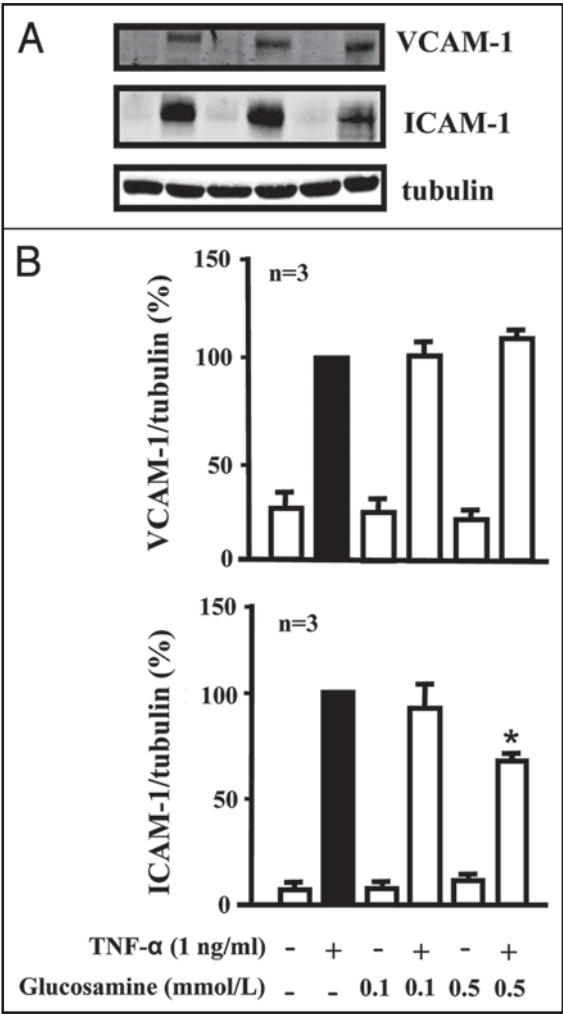 A
VCAM-1
ICAM-1
tubulin
B
VCAM-1/tubulin (%)
150
100
50
0
n=3
ICAM-1/tubulin (%)
150
100
50
0
n=3
*
TNF-α (1 ng/ml) - + - + - +
Glucosamine (mmol/L) - - 0.1 0.1 0.5 0.5